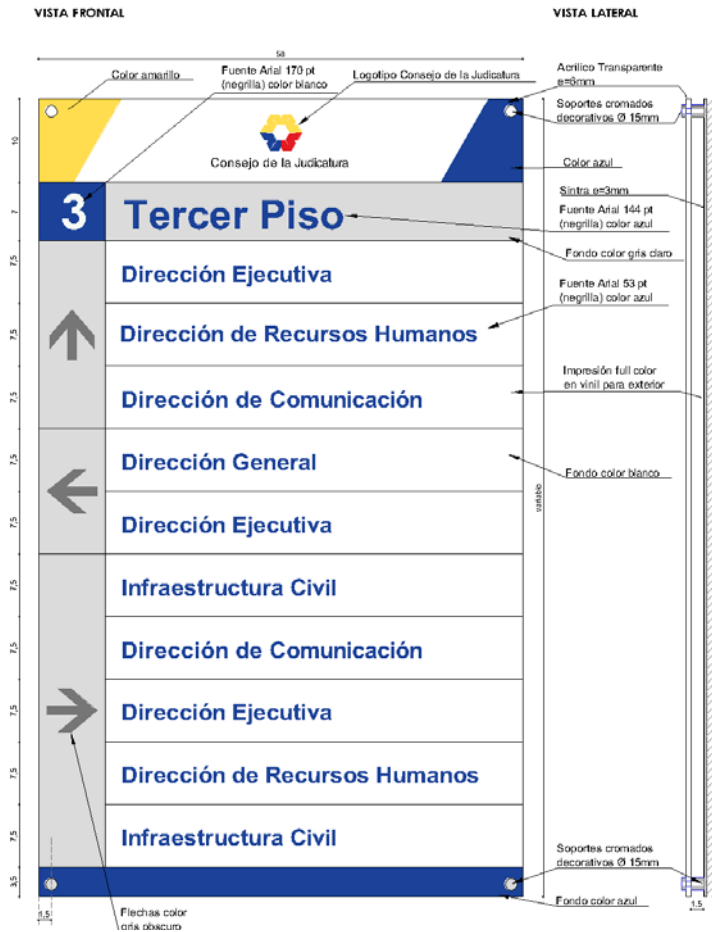 VISTA FRONTAL
VISTA LATERAL
58
Color amarillo
Fuente Arial 170 pt
(negrilla) color blanco
Logotipo Consejo de la Judicatura
Acrílico Transparente
e=6mm
Soportes cromados
decorativos Ø 15mm
10
Consejo de la Judicatura
Color azul
Sintra e=3mm
7
3
Tercer Piso
Fuente Arial 144 pt
(negrilla) color azul
Fondo color gris claro
7,5
Dirección Ejecutiva
Fuente Arial 53 pt
(negrilla) color azul
7,5
Dirección de Recursos Humanos
Impresión full color
en vinil para exterior
7,5
Dirección de Comunicación
7,5
Dirección General
Fondo color blanco
variable
7,5
Dirección Ejecutiva
7,5
Infraestructura Civil
7,5
Dirección de Comunicación
7,5
Dirección Ejecutiva
7,5
Dirección de Recursos Humanos
7,5
Infraestructura Civil
Soportes cromados
decorativos Ø 15mm
3,5
Fondo color azul
1,5
1,5
Flechas color
gris obscuro